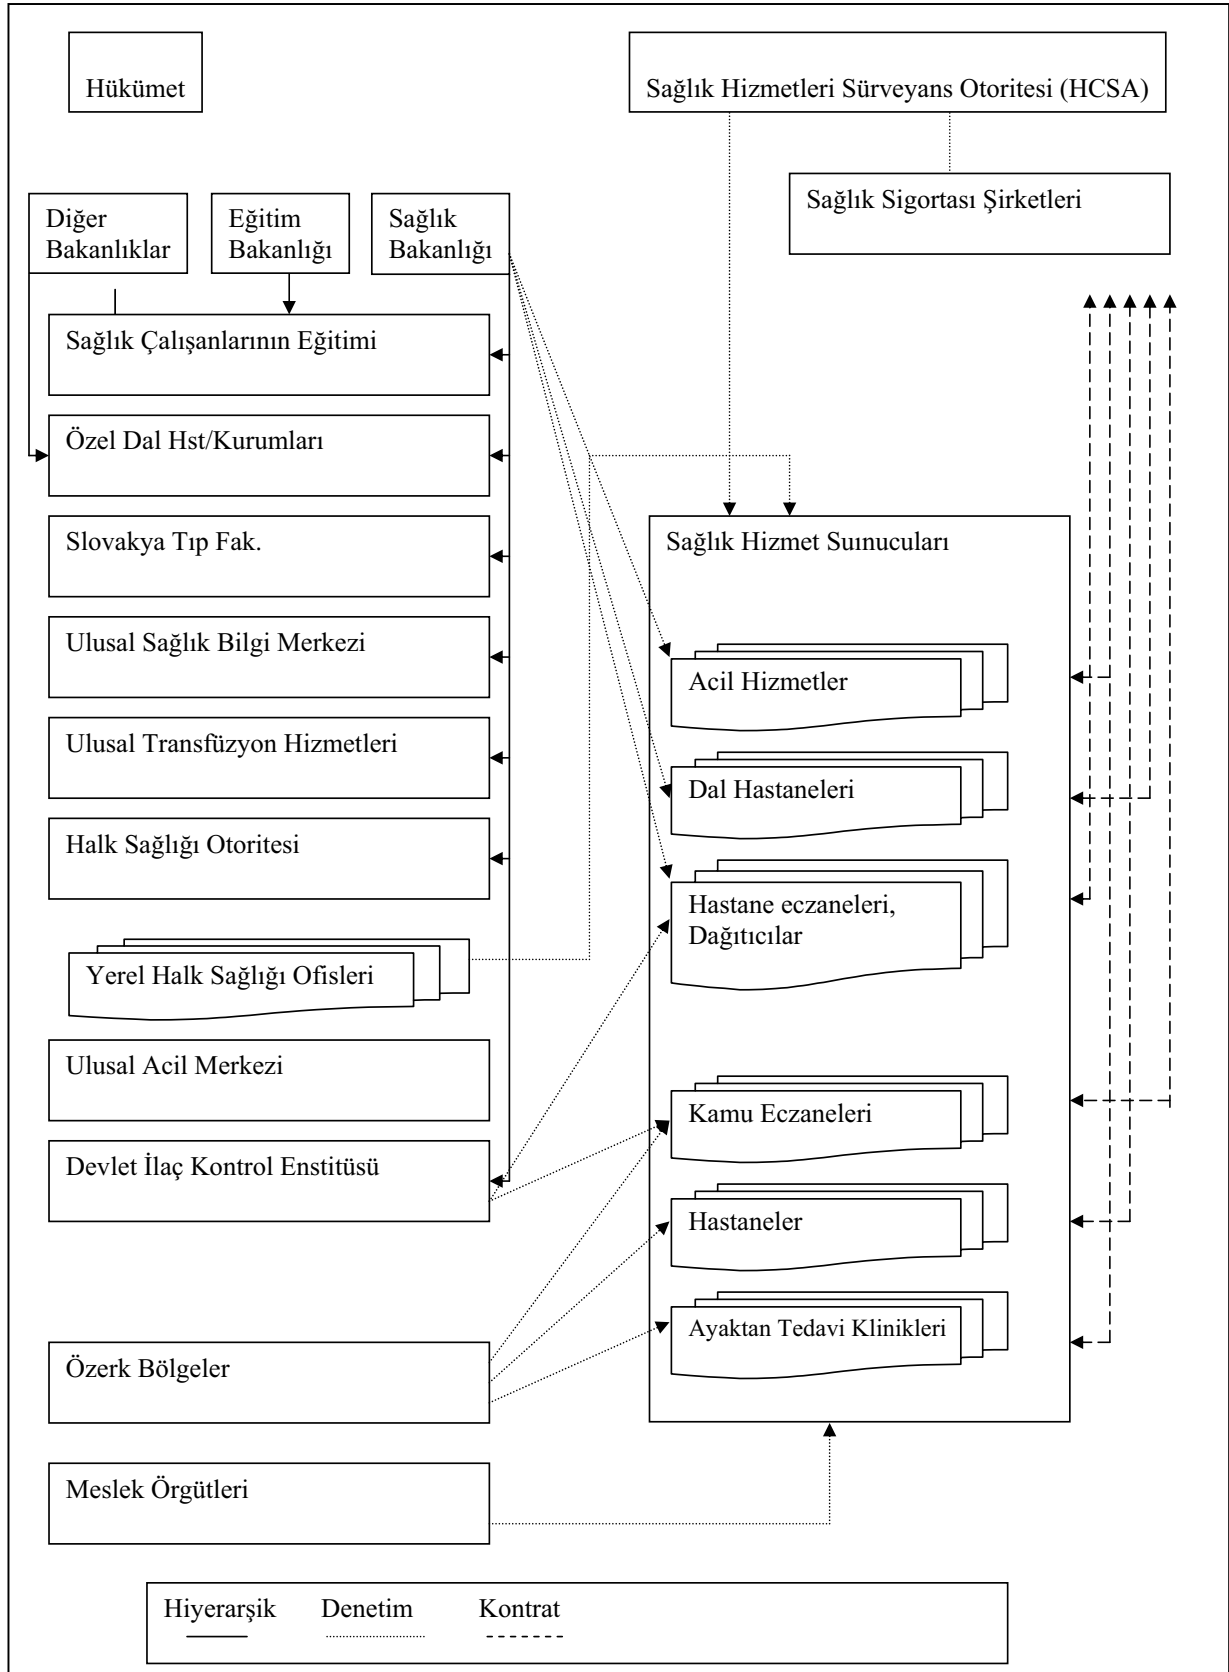 Hükümet
Sağlık Hizmetleri Sürveyans Otoritesi (HCSA)
Sağlık Sigortası Şirketleri
Diğer
Bakanlıklar
Eğitim
Bakanlığı
Sağlık
Bakanlığı
Sağlık Çalışanlarının Eğitimi
Özel Dal Hst/Kurumları
Slovakya Tıp Fak.
Ulusal Sağlık Bilgi Merkezi
Ulusal Transfüzyon Hizmetleri
Halk Sağlığı Otoritesi
Yerel Halk Sağlığı Ofisleri
Ulusal Acil Merkezi
Devlet İlaç Kontrol Enstitüsü
Özerk Bölgeler
Meslek Örgütleri
Sağlık Hizmet Suınucuları
Acil Hizmetler
Dal Hastaneleri
Hastane eczaneleri,
Dağıtıcılar
Kamu Eczaneleri
Hastaneler
Ayaktan Tedavi Klinikleri
Hiyerarşik Denetim Kontrat